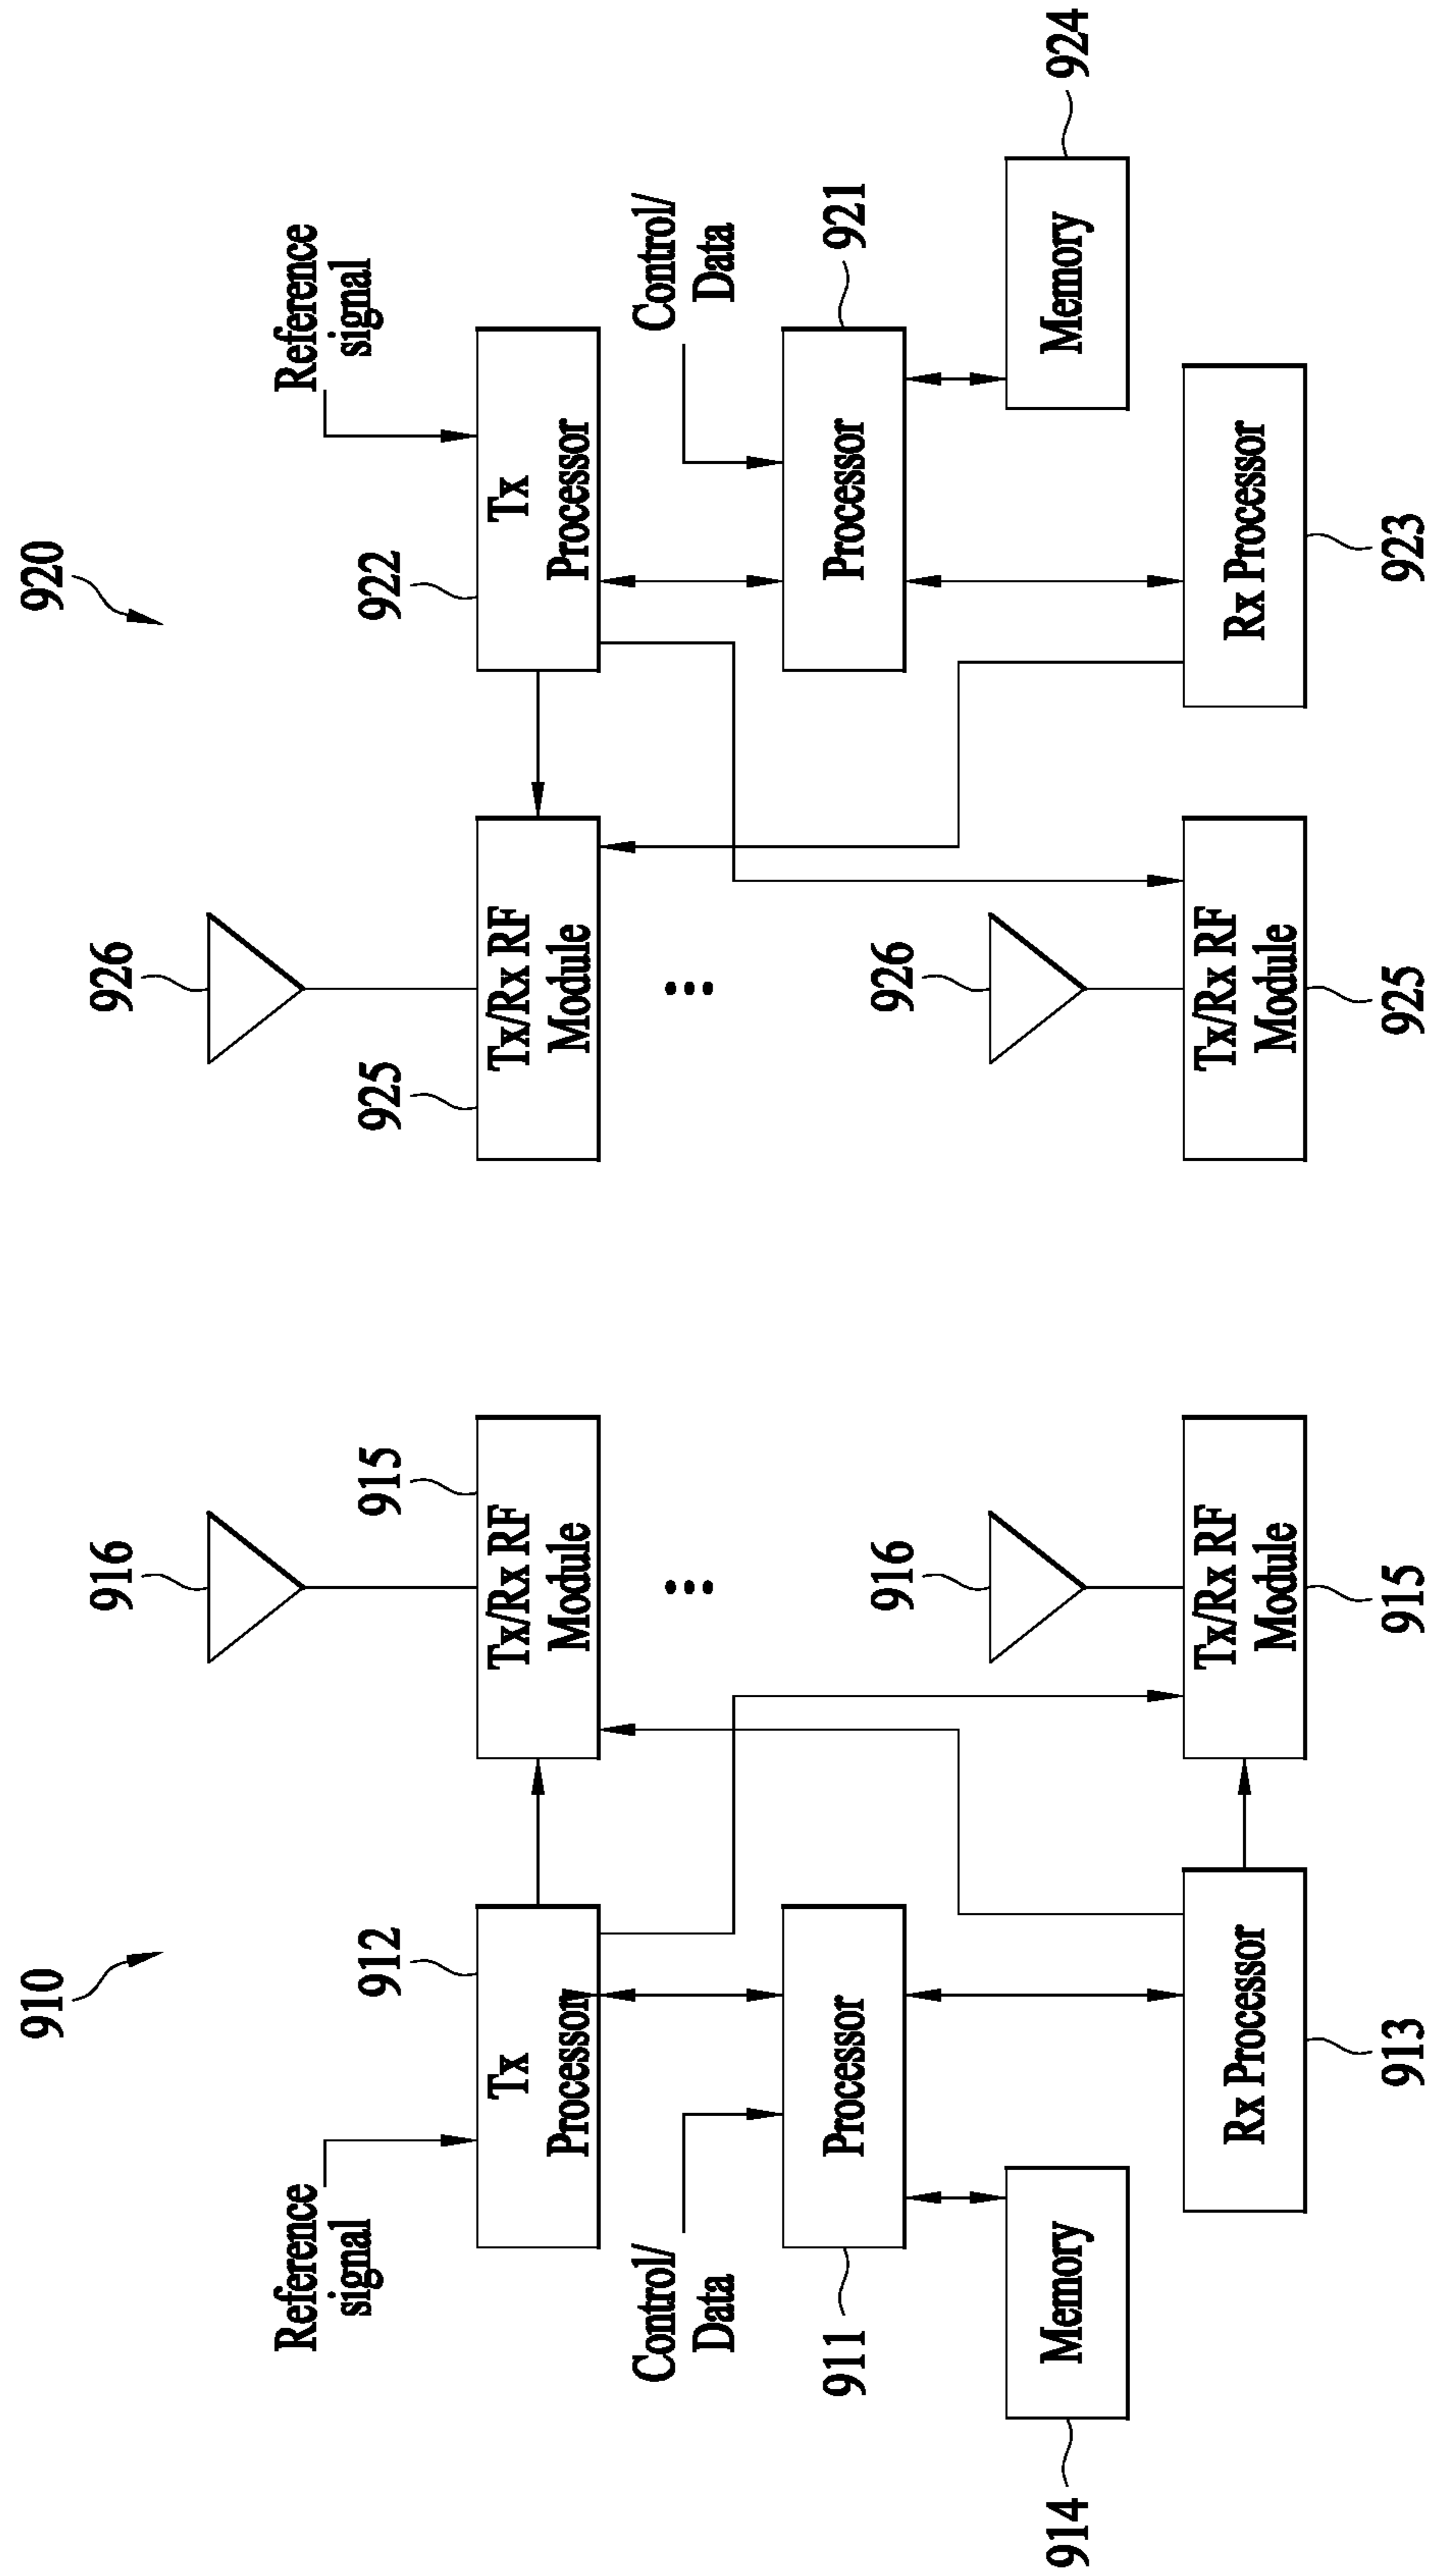 910
920
916
926
Reference
signal
912
915
925
922
Reference
signal
Tx
Processor
Tx/Rx RF
Module
Tx/Rx RF
Module
Tx
Processor
Control/
Data
Control/
Data
911
Processor
916
926
Processor
921
914
Memory
Memory
924
Rx Processor
Tx/Rx RF
Module
Tx/Rx RF
Module
Rx Processor
913
915
925
923